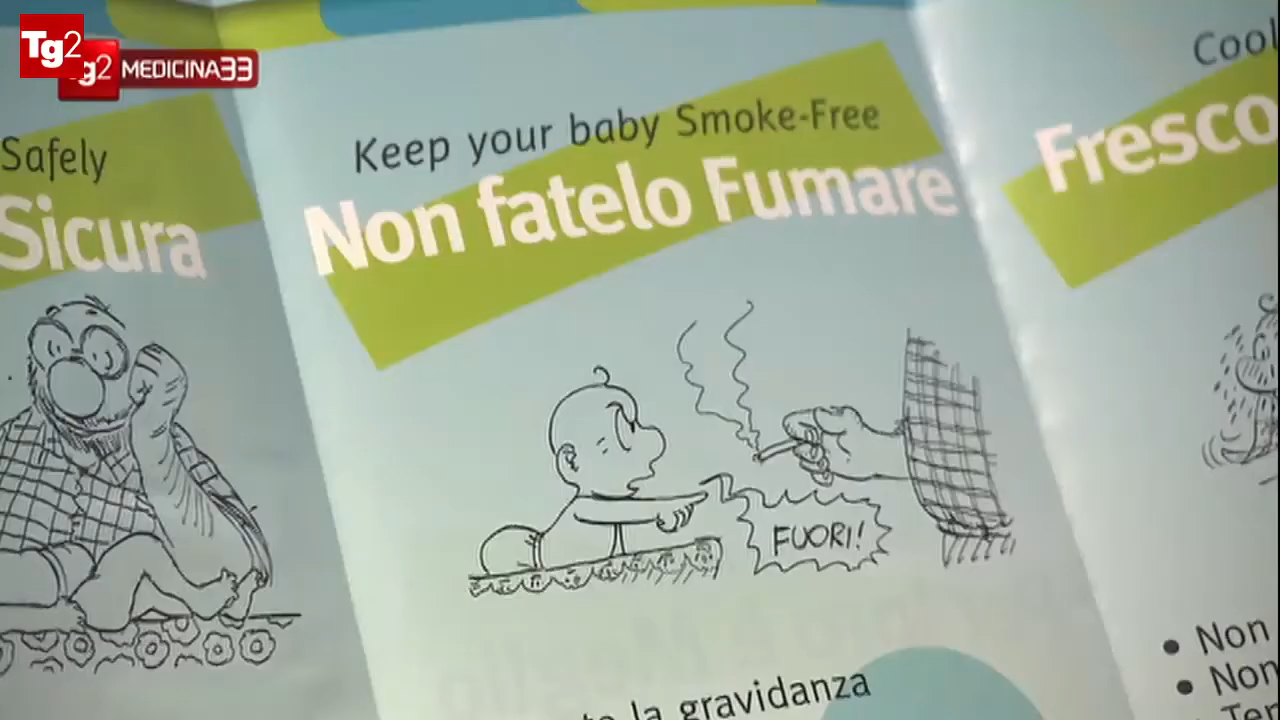 Tg2
Tg2 MEDICINA33
Safely
Sicura
Keep your baby Smoke-Free
Non fatelo Fumare
FUORI!
la gravidanza
Cool
Fresco
• Non
• Non